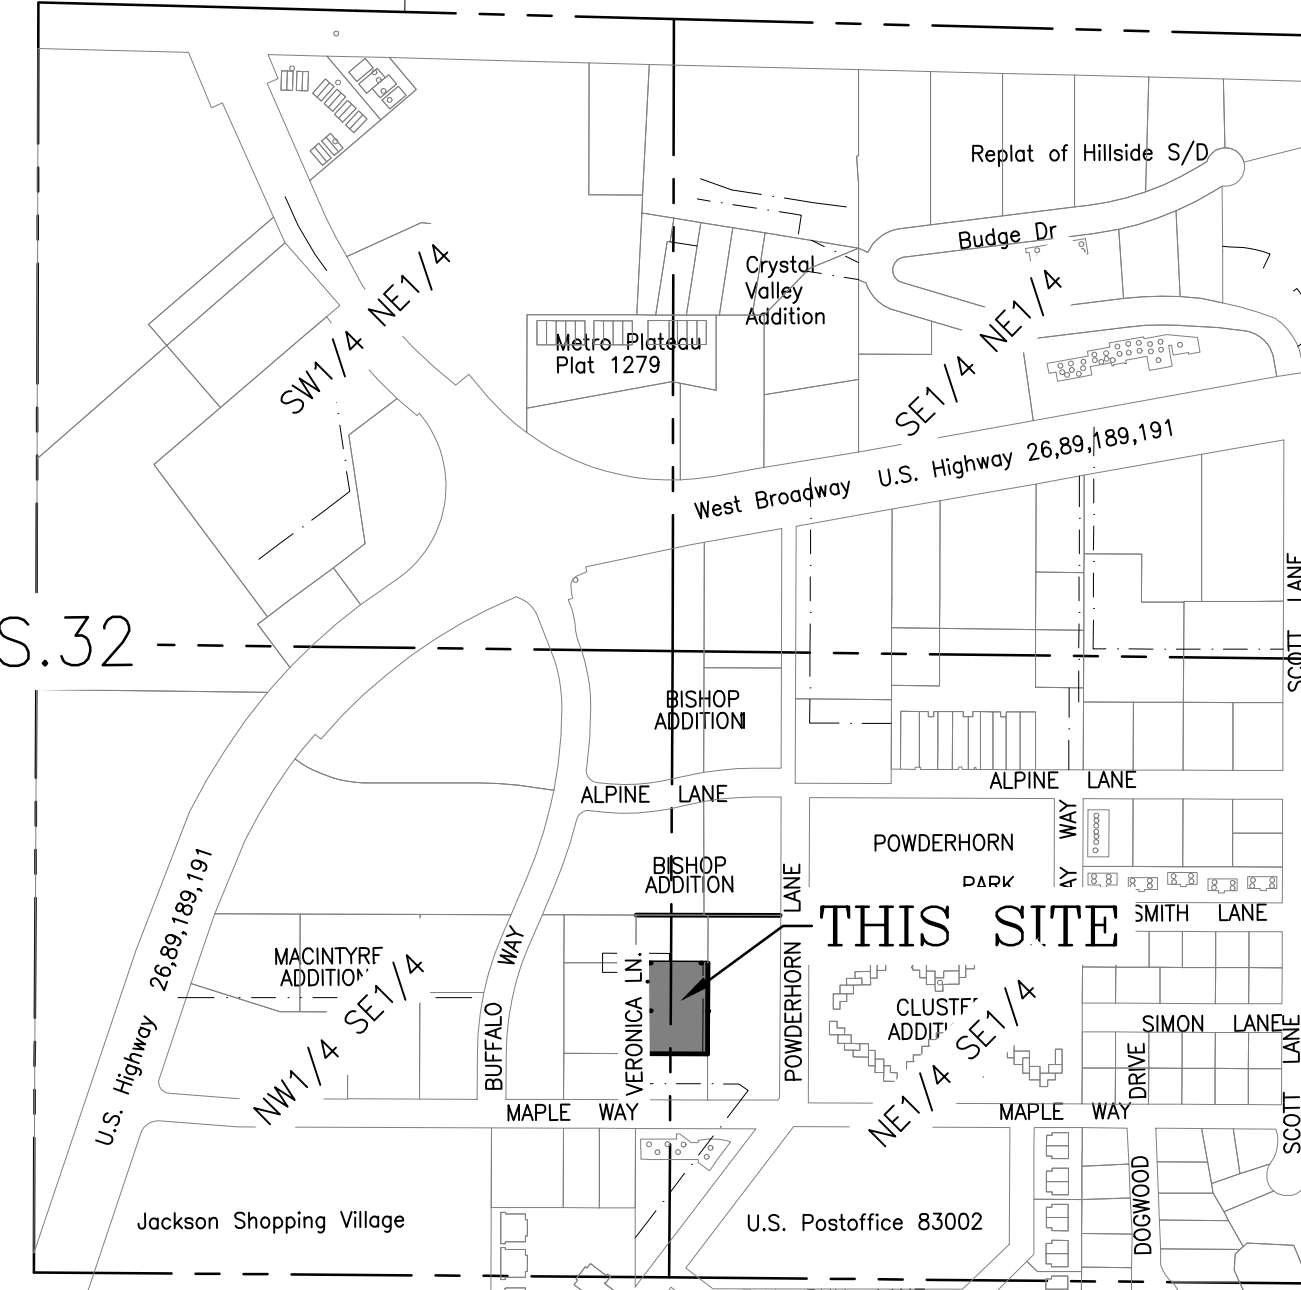 Replat of Hillside S/D
Budge Dr
Crystal
Valley
Addition
SW1/4 NE1/4
SE1/4 NE1/4
Metro Plateau
Plat 1279
West Broadway U.S. Highway 26,89,189,191
S.32
SCOTT LANE
BISHOP
ADDITION
ALPINE LANE
ALPINE LANE
WAY
POWDERHORN
PARK
BISHOP
ADDITION
U.S. Highway 26,89,189,191
THIS SITE
SMITH LANE
MACINTYRE
ADDITION
BUFFALO WAY
VERONICA LN.
POWDERHORN LANE
NW1/4 SE1/4
NE1/4 SE1/4
SIMON LANE
SCOTT LANE
DRIVE
DOGWOOD
MAPLE WAY
MAPLE WAY
Jackson Shopping Village
U.S. Postoffice 83002